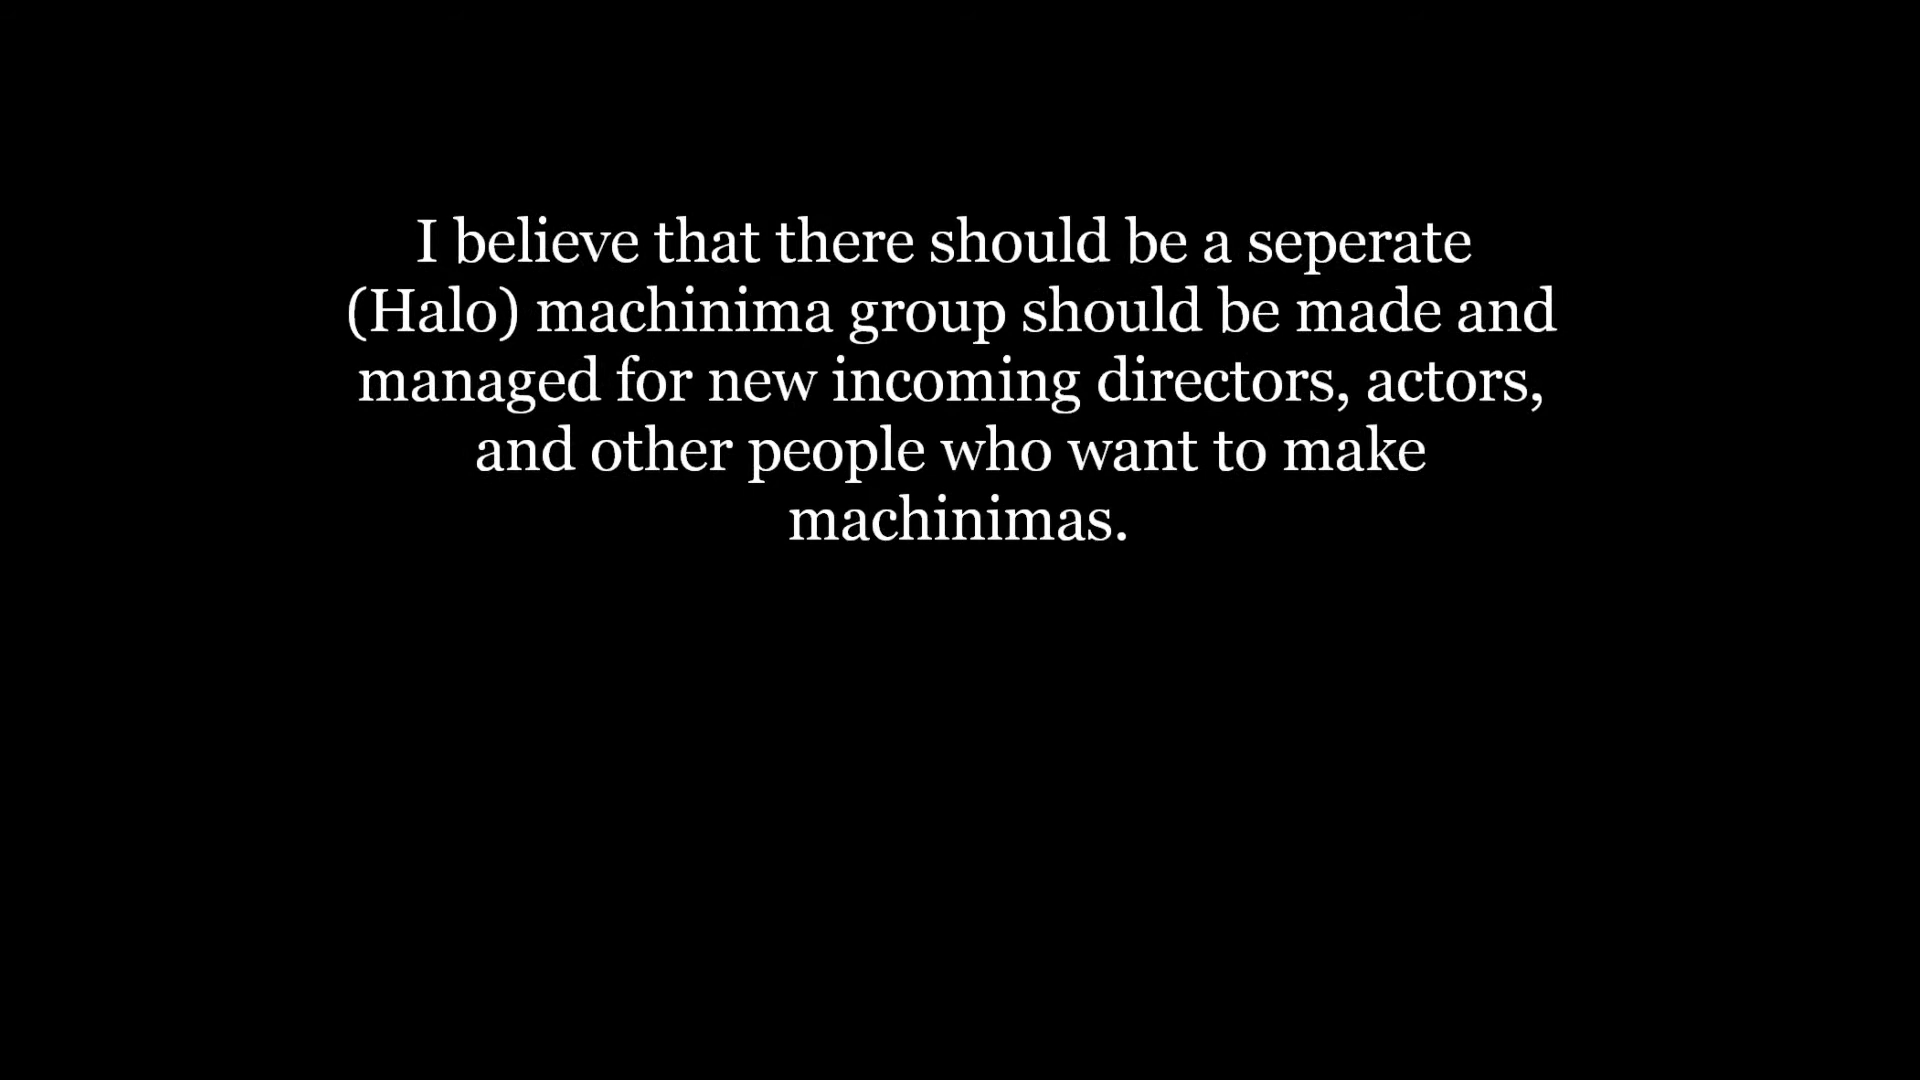 I believe that there should be a seperate
(Halo) machinima group should be made and
managed for new incoming directors, actors,
and other people who want to make
machinimas.